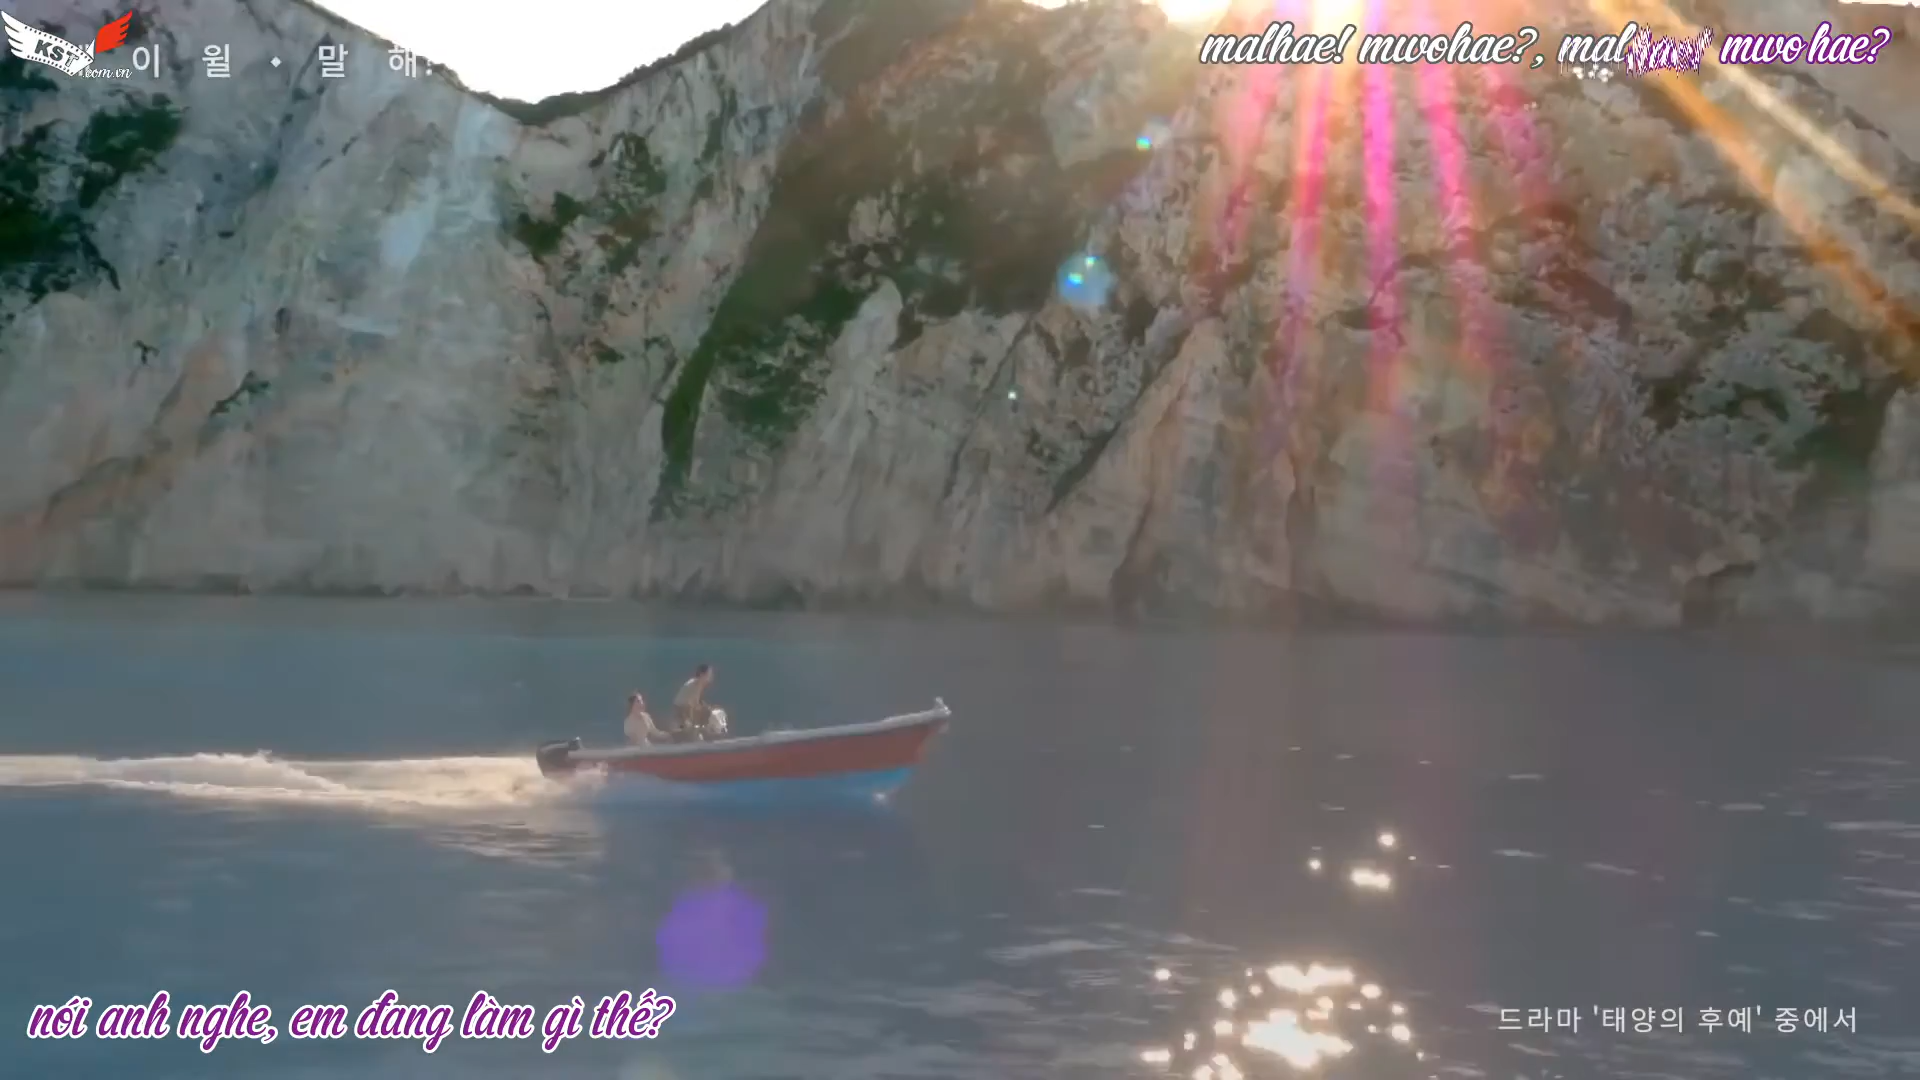 KST
.com.vn
이 월 • 말 해!
malhae! mwohae?, mal mwo hae?
nói anh nghe, em đang làm gì thế?
드라마 '태양의 후예' 중에서